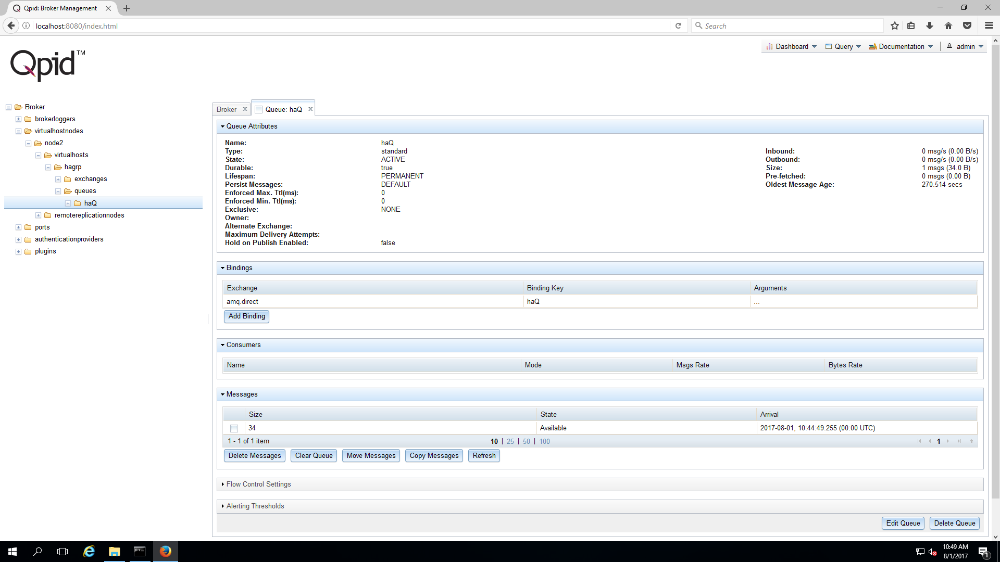 Qpid: Broker Management
localhost:8080/index.html
Search
Dashboard Query Documentation admin
Qpid™
Broker
brokerloggers
virtualhostnodes
node2
virtualhosts
hagrp
exchanges
queues
haQ
remotereplicationnodes
ports
authenticationproviders
plugins
Broker x Queue: haQ x
Queue Attributes
Name: haQ
Type: standard
State: ACTIVE
Durable: true
Lifespan: PERMANENT
Persist Messages: DEFAULT
Enforced Max. Ttl(ms): 0
Enforced Min. Ttl(ms): 0
Exclusive: NONE
Owner:
Alternate Exchange:
Maximum Delivery Attempts:
Hold on Publish Enabled: false
Inbound: 0 msg/s (0.00 B/s)
Outbound: 0 msg/s (0.00 B/s)
Size: 1 msgs (34.0 B)
Pre-fetched: 0 msgs (0.00 B)
Oldest Message Age: 270.514 secs
Bindings
Exchange Binding Key Arguments
amq.direct haQ ...
Add Binding
Consumers
Name Mode Msgs Rate Bytes Rate
Messages
Size State Arrival
34 Available 2017-08-01, 10:44:49.255 (00:00 UTC)
1 - 1 of 1 item 10 | 25 | 50 | 100 1
Delete Messages Clear Queue Move Messages Copy Messages Refresh
Flow Control Settings
Alerting Thresholds
Edit Queue Delete Queue
10:49 AM
8/1/2017
1